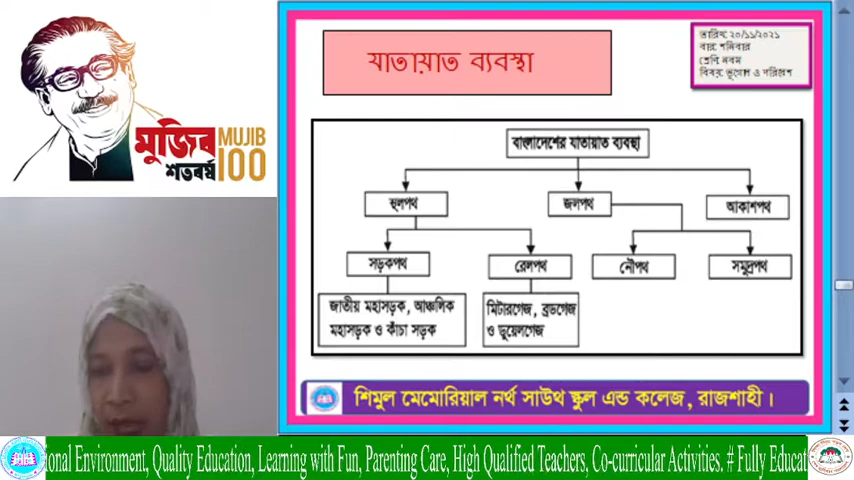 যাতায়াত ব্যবস্থা
তারিখ: ২০/১১/২০২১
বার: শনিবার
শ্রেণি: নবম
বিষয়: ভূগোল ও পরিবেশ
মুজিব
শতবর্ষ
MUJIB
100
বাংলাদেশের যাতায়াত ব্যবস্থা
স্থলপথ
জলপথ
আকাশপথ
সড়কপথ
রেলপথ
নৌপথ
সমুদ্রপথ
জাতীয় মহাসড়ক, আঞ্চলিক
মহাসড়ক ও কাঁচা সড়ক
মিটারগেজ, ব্রডগেজ
ও ডুয়েলগেজ
শিমুল মেমোরিয়াল নর্থ সাউথ স্কুল এন্ড কলেজ, রাজশাহী।
ional Environment, Quality Education, Learning with Fun, Parenting Care, High Qualified Teachers, Co-curricular Activities. # Fully Educat